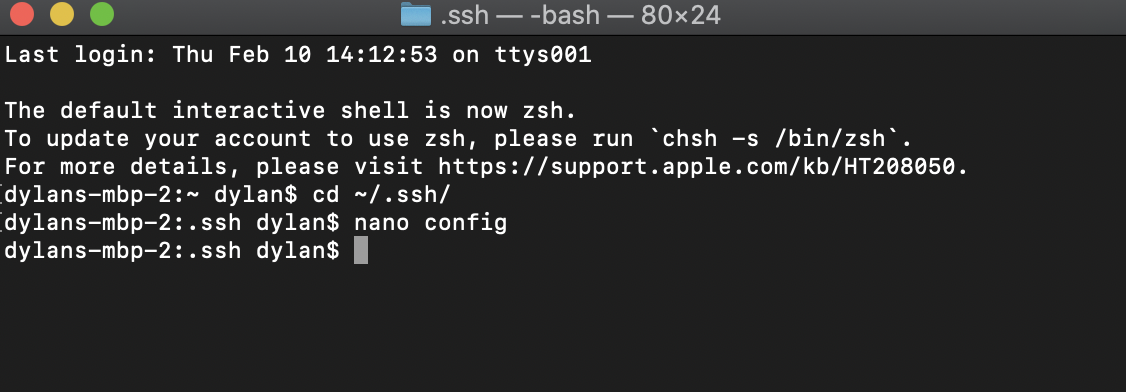 .ssh — -bash — 80×24
Last login: Thu Feb 10 14:12:53 on ttys001
The default interactive shell is now zsh.
To update your account to use zsh, please run `chsh -s /bin/zsh`.
For more details, please visit https://support.apple.com/kb/HT208050.
[dylans-mbp-2:~ dylan$ cd ~/.ssh/
[dylans-mbp-2:.ssh dylan$ nano config
dylans-mbp-2:.ssh dylan$